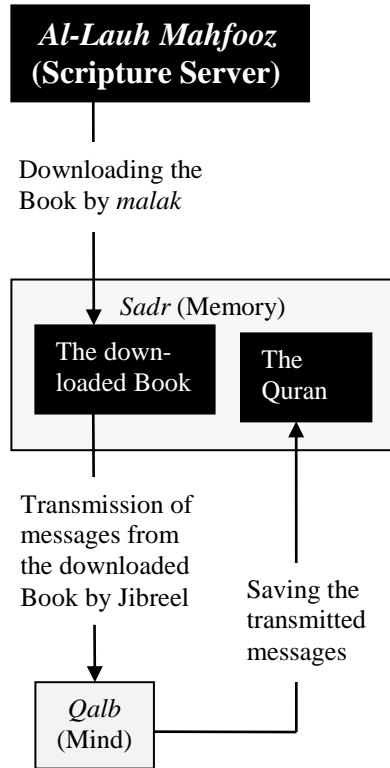 Al-Lauh Mahfooz
(Scripture Server)
Downloading the
Book by malak
Sadr (Memory)
The down-
loaded Book
The
Quran
Transmission of
messages from
the downloaded
Book by Jibreel
Saving the
transmitted
messages
Qalb
(Mind)